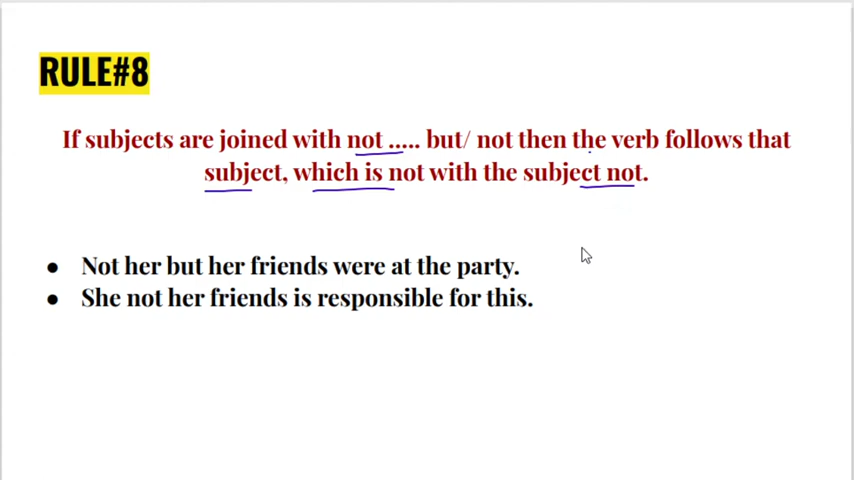 RULE#8
If subjects are joined with not ..... but/ not then the verb follows that
subject, which is not with the subject not.
● Not her but her friends were at the party.
● She not her friends is responsible for this.